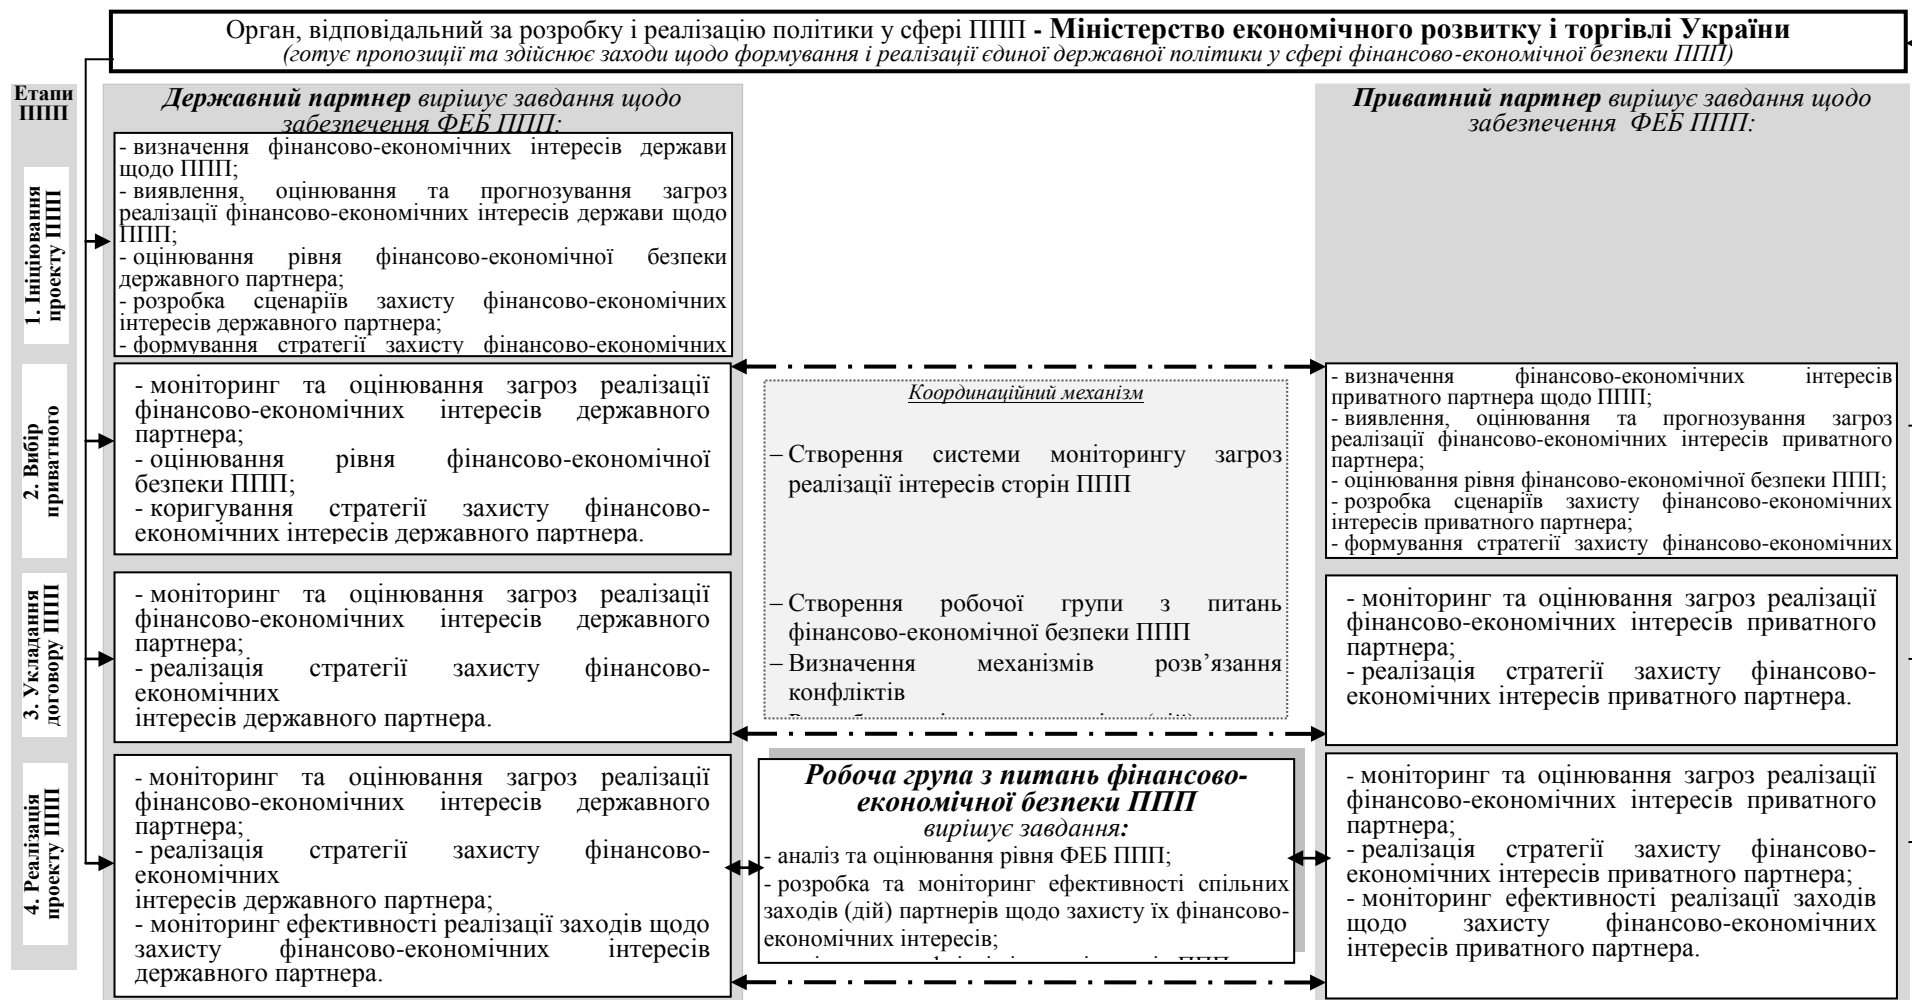 Орган, відповідальний за розробку і реалізацію політики у сфері ППП - Міністерство економічного розвитку і торгівлі України
(готує пропозиції та здійснює заходи щодо формування і реалізації єдиної державної політики у сфері фінансово-економічної безпеки ППП)
Етапи
ППП
Державний партнер вирішує завдання щодо
забезпечення ФЕБ ППП:
Приватний партнер вирішує завдання щодо
забезпечення ФЕБ ППП:
1. Ініціювання
проекту ППП
- визначення фінансово-економічних інтересів держави
щодо ППП;
- виявлення, оцінювання та прогнозування загроз
реалізації фінансово-економічних інтересів держави щодо
ППП;
- оцінювання рівня фінансово-економічної безпеки
державного партнера;
- розробка сценаріїв захисту фінансово-економічних
інтересів державного партнера;
- формування стратегії захисту фінансово-економічних
2. Вибір
приватного
- моніторинг та оцінювання загроз реалізації
фінансово-економічних інтересів державного
партнера;
- оцінювання рівня фінансово-економічної
безпеки ППП;
- коригування стратегії захисту фінансово-
економічних інтересів державного партнера.
Координаційний механізм
– Створення системи моніторингу загроз
реалізації інтересів сторін ППП
– Створення робочої групи з питань
фінансово-економічної безпеки ППП
– Визначення механізмів розв’язання
конфліктів
- визначення фінансово-економічних інтересів
приватного партнера щодо ППП;
- виявлення, оцінювання та прогнозування загроз
реалізації фінансово-економічних інтересів приватного
партнера;
- оцінювання рівня фінансово-економічної безпеки ППП;
- розробка сценаріїв захисту фінансово-економічних
інтересів приватного партнера;
- формування стратегії захисту фінансово-економічних
3. Укладання
договору ППП
- моніторинг та оцінювання загроз реалізації
фінансово-економічних інтересів державного
партнера;
- реалізація стратегії захисту фінансово-
економічних
інтересів державного партнера.
- моніторинг та оцінювання загроз реалізації
фінансово-економічних інтересів приватного
партнера;
- реалізація стратегії захисту фінансово-
економічних інтересів приватного партнера.
4. Реалізація
проекту ППП
- моніторинг та оцінювання загроз реалізації
фінансово-економічних інтересів державного
партнера;
- реалізація стратегії захисту фінансово-
економічних
інтересів державного партнера;
- моніторинг ефективності реалізації заходів щодо
захисту фінансово-економічних інтересів
державного партнера.
Робоча група з питань фінансово-
економічної безпеки ППП
вирішує завдання:
- аналіз та оцінювання рівня ФЕБ ППП;
- розробка та моніторинг ефективності спільних
заходів (дій) партнерів щодо захисту їх фінансово-
економічних інтересів;
- моніторинг та оцінювання загроз реалізації
фінансово-економічних інтересів приватного
партнера;
- реалізація стратегії захисту фінансово-
економічних інтересів приватного партнера;
- моніторинг ефективності реалізації заходів
щодо захисту фінансово-економічних
інтересів приватного партнера.